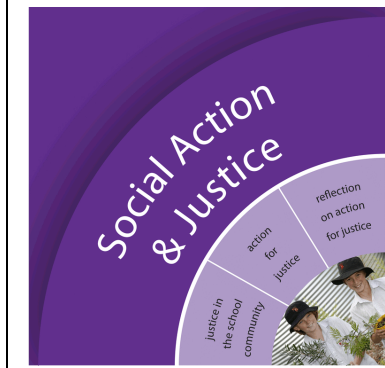 Social Action
& Justice
justice in
the school
community
action
for
justice
reflection
on action
for justice